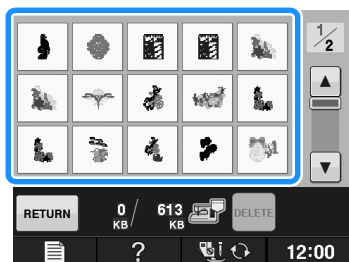 1/2
RETURN
0 KB / 613 KB
DELETE
?
12:00